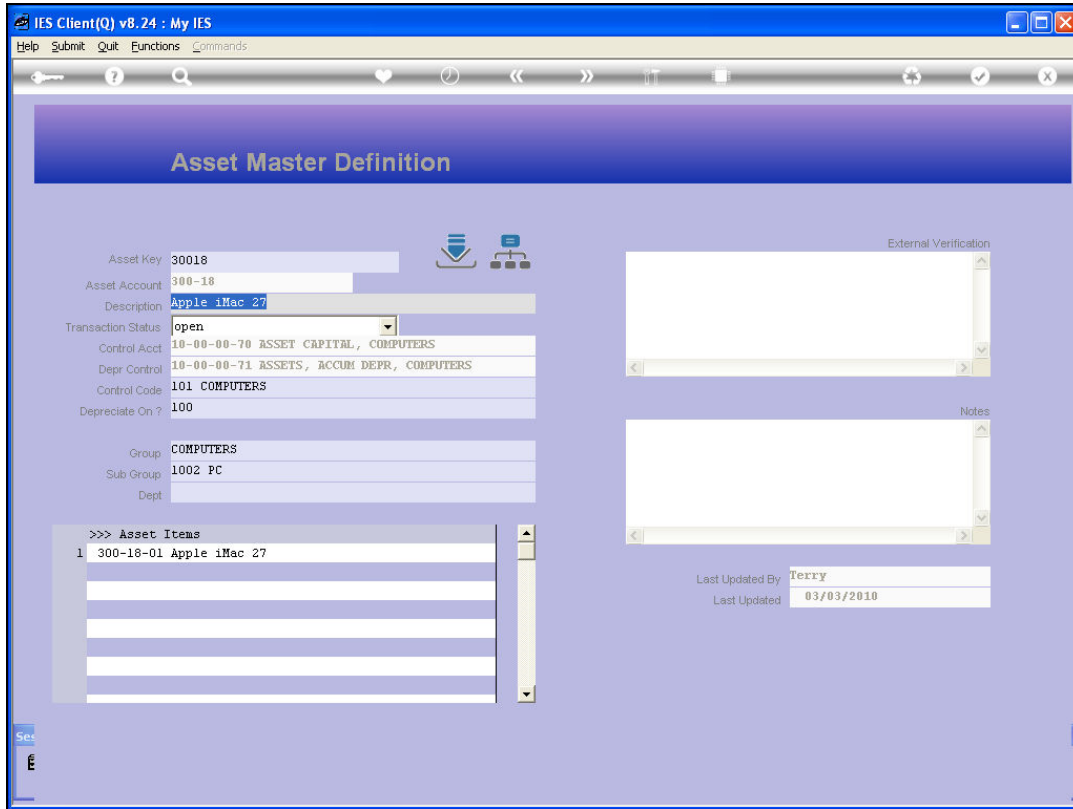 IES Client(Q) v8.24 : My IES
Help Submit Quit Functions Commands
Asset Master Definition
Asset Key 30018
Asset Account 300-18
Description Apple iMac 27
Transaction Status open
Control Acct 10-00-00-70 ASSET CAPITAL, COMPUTERS
Depr Control 10-00-00-71 ASSETS, ACCUM DEPR, COMPUTERS
Control Code 101 COMPUTERS
Depreciate On ? 100
Group COMPUTERS
Sub Group 1002 PC
Dept
>>> Asset Items
1 300-18-01 Apple iMac 27
External Verification
Notes
Last Updated By Terry
Last Updated 03/03/2010